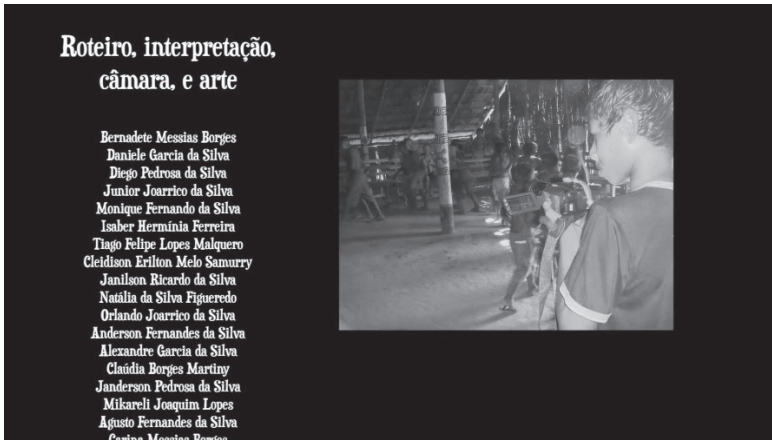 Roteiro, interpretação,
câmara, e arte
Bernadete Messias Borges
Daniele Garcia da Silva
Diego Pedrosa da Silva
Junior Joarrico da Silva
Monique Fernando da Silva
Isaber Hermínia Ferreira
Tiago Felipe Lopes Malquero
Cleidison Erilton Melo Samurry
Janilson Ricardo da Silva
Natália da Silva Figueredo
Orlando Joarrico da Silva
Anderson Fernandes da Silva
Alexandre Garcia da Silva
Claúdia Borges Martiny
Janderson Pedrosa da Silva
Mikareli Joaquim Lopes
Agusto Fernandes da Silva
Carina Messias Borges